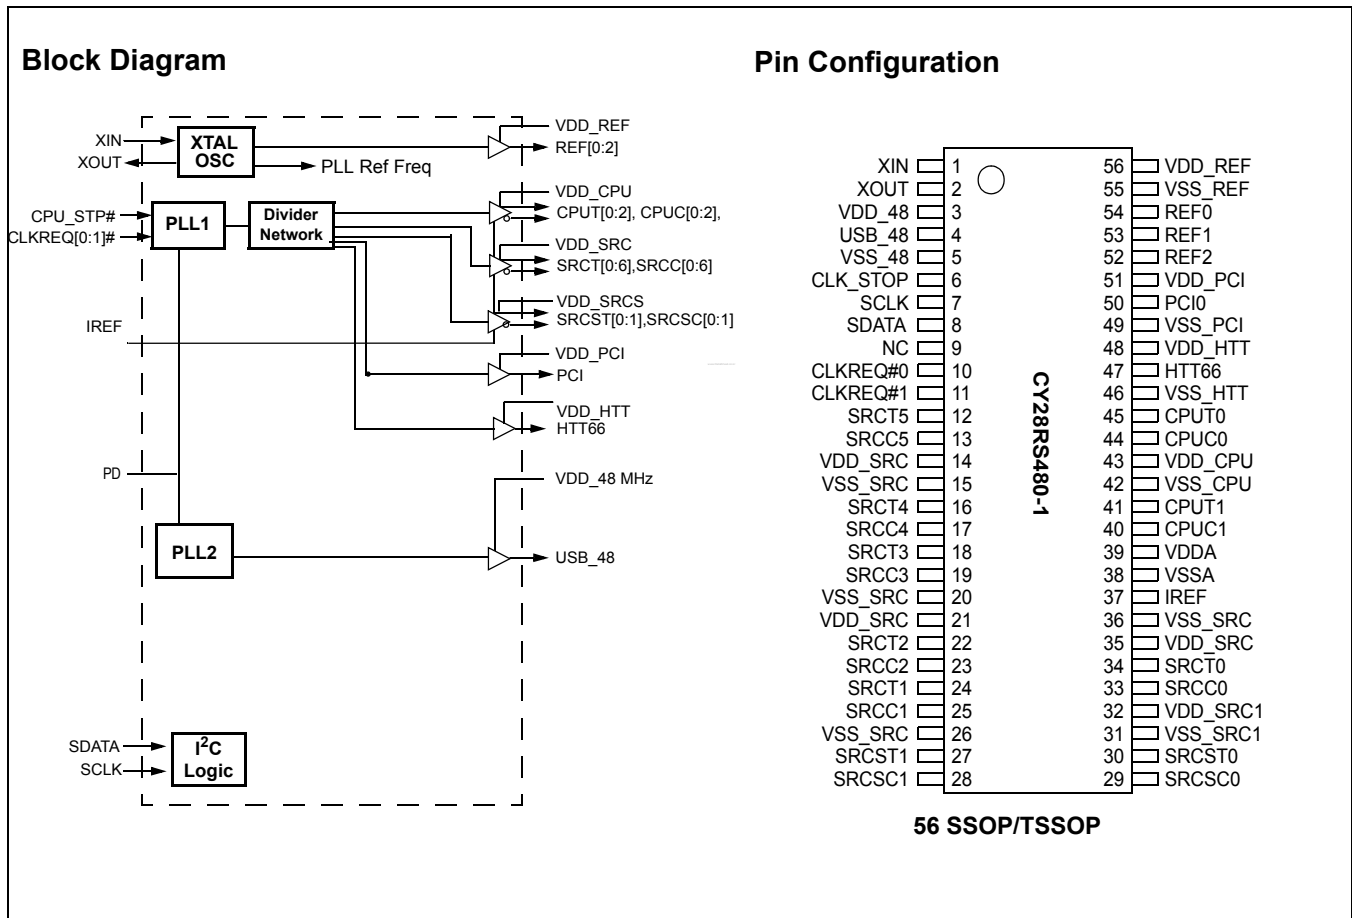 Block Diagram
XIN
XOUT
XTAL
OSC
PLL Ref Freq
VDD_REF
REF[0:2]
CPU_STP#
CLKREQ[0:1]#
PLL1
Divider
Network
VDD_CPU
CPUT[0:2], CPUC[0:2],
VDD_SRC
SRCT[0:6],SRCC[0:6]
VDD_SRCS
SRCST[0:1],SRCSC[0:1]
IREF
VDD_PCI
PCI
VDD_HTT
HTT66
PD
VDD_48 MHz
PLL2
USB_48
SDATA
SCLK
I2C
Logic
Pin Configuration
XIN 1
XOUT 2
VDD_48 3
USB_48 4
VSS_48 5
CLK_STOP 6
SCLK 7
SDATA 8
NC 9
CLKREQ#0 10
CLKREQ#1 11
SRCT5 12
SRCC5 13
VDD_SRC 14
VSS_SRC 15
SRCT4 16
SRCC4 17
SRCT3 18
SRCC3 19
VSS_SRC 20
VDD_SRC 21
SRCT2 22
SRCC2 23
SRCT1 24
SRCC1 25
VSS_SRC 26
SRCST1 27
SRCSC1 28
CY28RS480-1
56 VDD_REF
55 VSS_REF
54 REF0
53 REF1
52 REF2
51 VDD_PCI
50 PCI0
49 VSS_PCI
48 VDD_HTT
47 HTT66
46 VSS_HTT
45 CPUT0
44 CPUC0
43 VDD_CPU
42 VSS_CPU
41 CPUT1
40 CPUC1
39 VDDA
38 VSSA
37 IREF
36 VSS_SRC
35 VDD_SRC
34 SRCT0
33 SRCC0
32 VDD_SRC1
31 VSS_SRC1
30 SRCST0
29 SRCSC0
56 SSOP/TSSOP